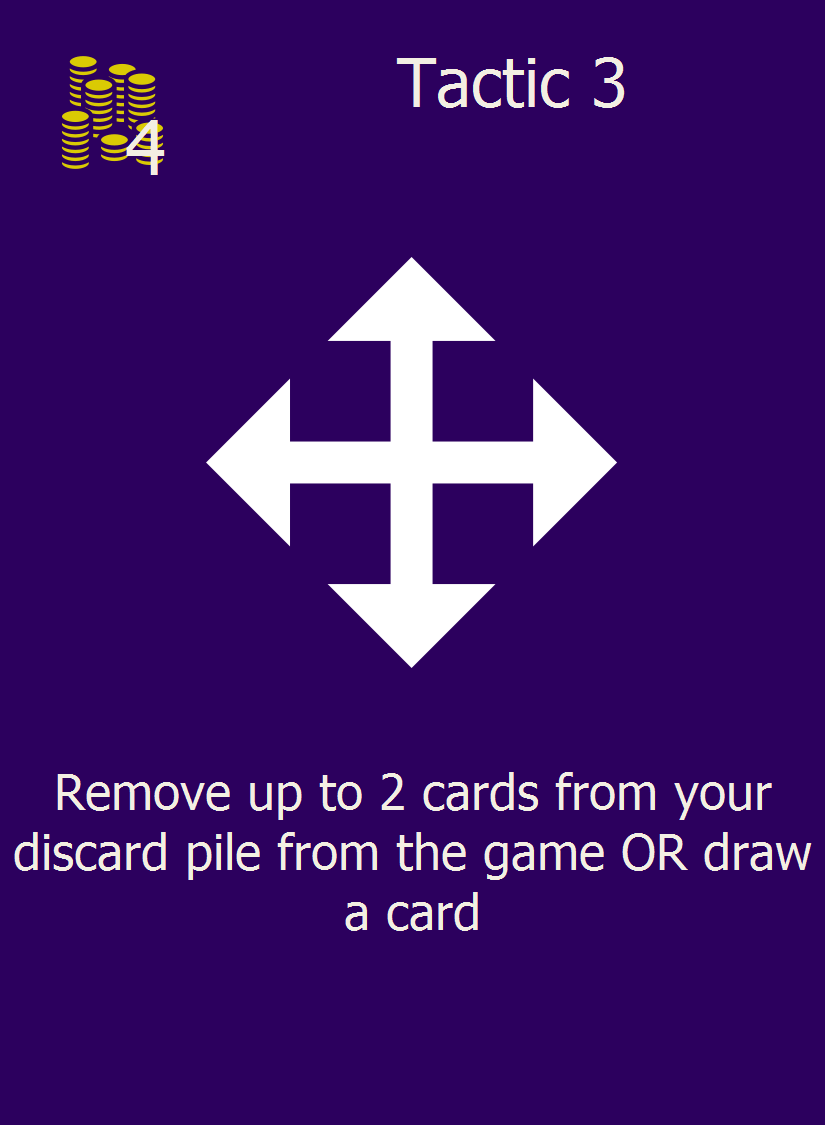 Tactic 3
4
Remove up to 2 cards from your
discard pile from the game OR draw
a card